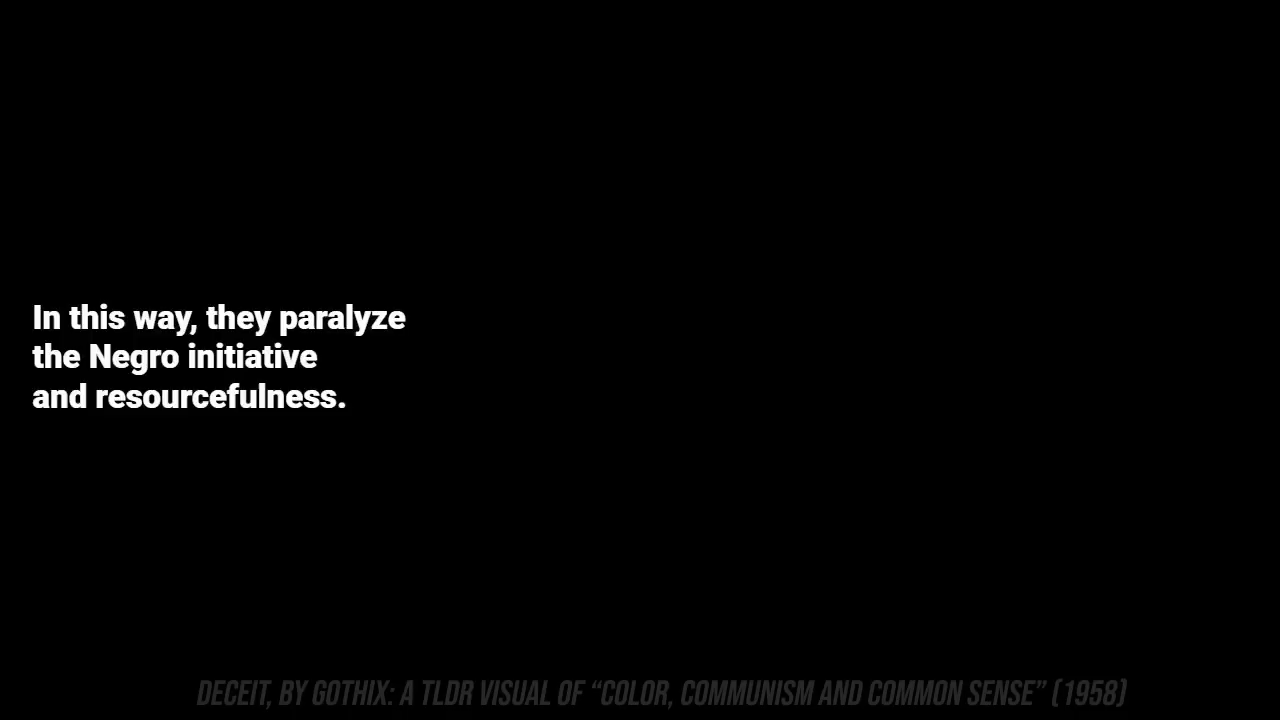 In this way, they paralyze
the Negro initiative
and resourcefulness.
DECEIT, BY GOTHIX: A TLDR VISUAL OF “COLOR, COMMUNISM AND COMMON SENSE” (1958)